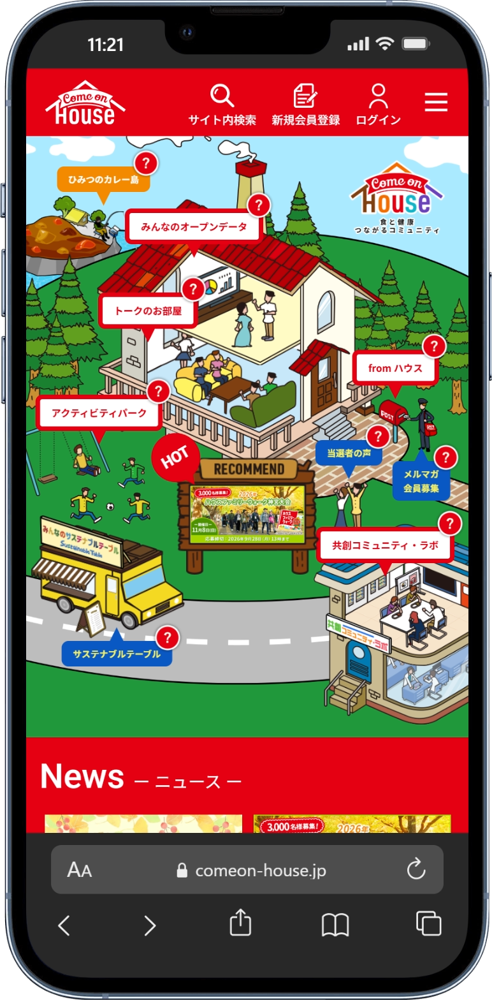 11:21
Come on
House
サイト内検索
新規会員登録
ログイン
?
ひみつのカレー島
Come on
House
食と健康
つながるコミュニティ
?
みんなのオープンデータ
?
トークのお部屋
?
from ハウス
?
アクティビティパーク
POST
POST
?
当選者の声
?
メルマガ
会員募集
HOT
RECOMMEND
3,000名様募集!
2026年
ハウスファミリーウォーク神宮大会
開催日
11月8日(日)
ハウス
ファミリー
ウォーク
応募締切:2026年9月28日(月)13時まで
?
共創コミュニティ・ラボ
みんなのサステナブルテーブル
Sustainable Table
共創コミュニティ・ラボ
?
サステナブルテーブル
News ー ニュース ー
3,000名様募集!
2026年
AA
comeon-house.jp